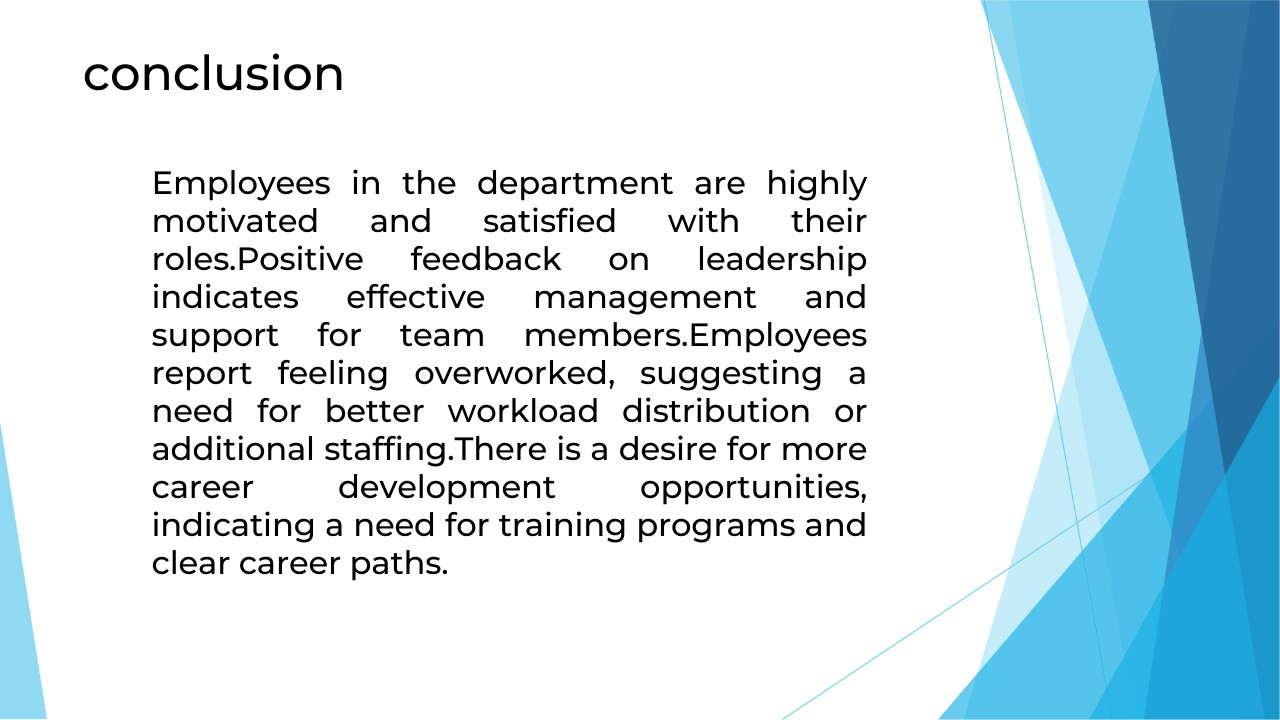 conclusion
Employees in the department are highly
motivated and satisfied with their
roles.Positive feedback on leadership
indicates effective management and
support for team members.Employees
report feeling overworked, suggesting a
need for better workload distribution or
additional staffing.There is a desire for more
career development opportunities,
indicating a need for training programs and
clear career paths.